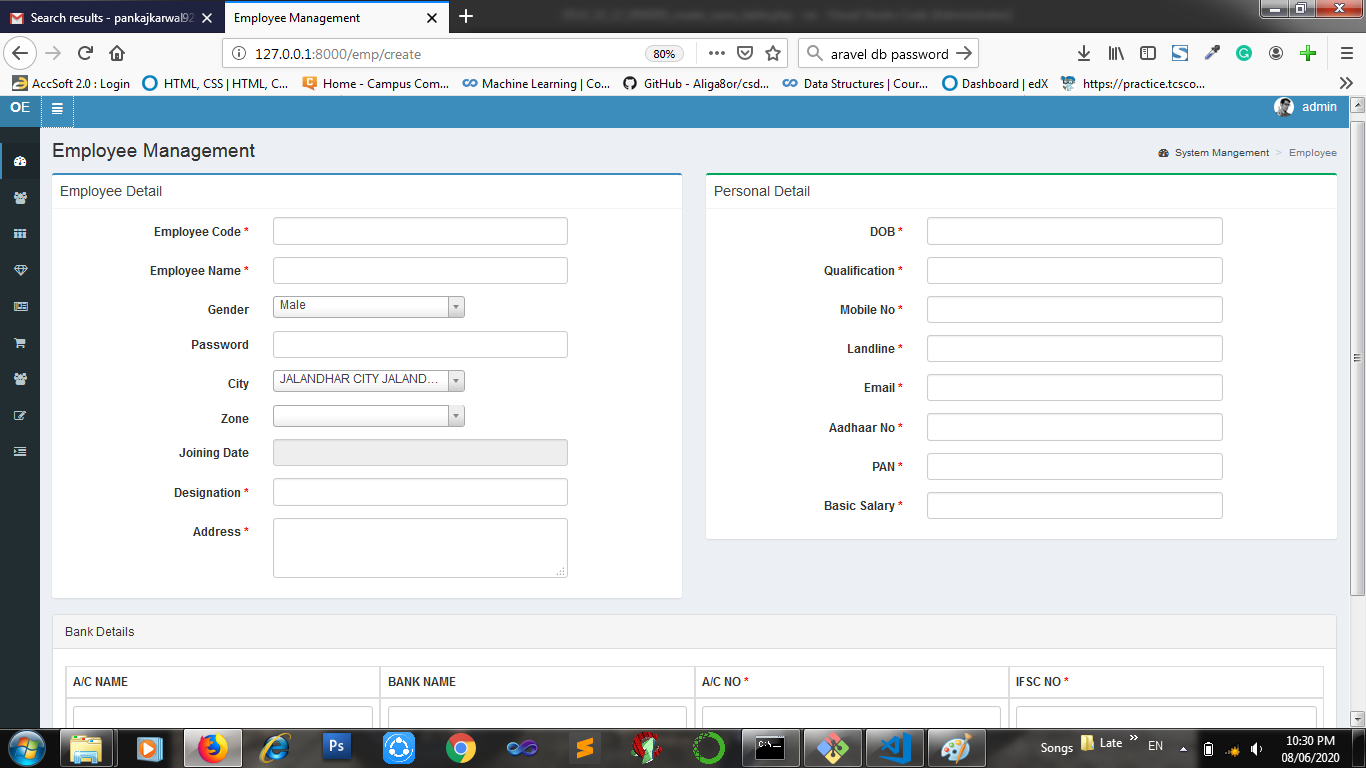 Search results - pankajkarwal92
Employee Management
127.0.0.1:8000/emp/create
80%
aravel db password
AccSoft 2.0 : Login
HTML, CSS | HTML, C...
Home - Campus Com...
Machine Learning | Co...
GitHub - Aliga8or/csd...
Data Structures | Cour...
Dashboard | edX
https://practice.tcsco...
OE
admin
Employee Management
System Mangement > Employee
Employee Detail
Employee Code *
Employee Name *
Gender
Male
Password
City
JALANDHAR CITY JALAND...
Zone
Joining Date
Designation *
Address *
Personal Detail
DOB *
Qualification *
Mobile No *
Landline *
Email *
Aadhaar No *
PAN *
Basic Salary *
Bank Details
A/C NAME
BANK NAME
A/C NO *
IFSC NO *
Ps
C:\_
Songs
Late
EN
10:30 PM
08/06/2020